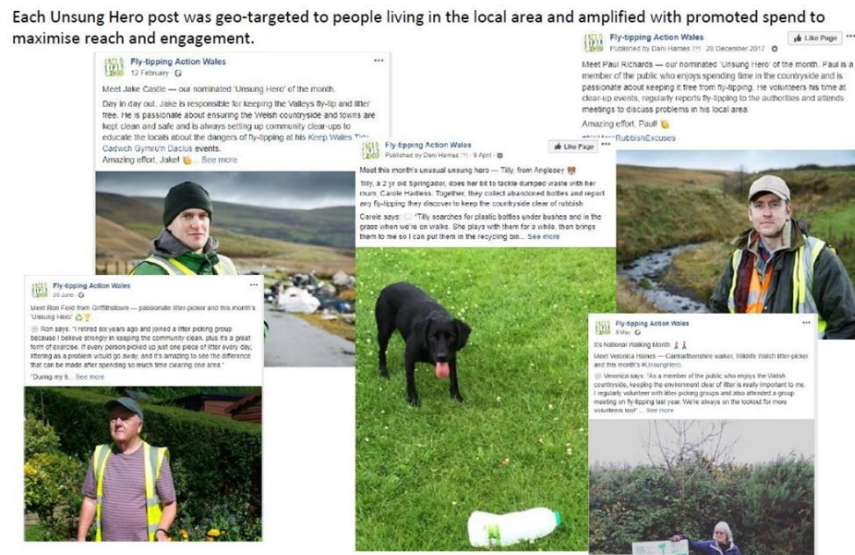 Each Unsung Hero post was geo-targeted to people living in the local area and amplified with promoted spend to
maximise reach and engagement.
Fly-tipping Action Wales
12 February
Meet Jake Castle — our nominated 'Unsung Hero' of the month.
Day in day out, Jake is responsible for keeping the Valleys fly-tip and litter
free. He is passionate about ensuring the Welsh countryside and towns are
kept clean and safe and is always setting up community clear-ups to
educate the locals about the dangers of fly-tipping at his Keep Wales Tidy
Cadwch Gymru'n Daclus events.
Amazing effort, Jake! ... See more
Fly-tipping Action Wales
Like Page
Published by Dani Harries (?) · 20 December 2017
Meet Paul Richards — our nominated 'Unsung Hero' of the month. Paul is a
member of the public who enjoys spending time in the countryside and is
passionate about keeping it free from fly-tipping. He volunteers his time at
clear-up events, regularly reports fly-tipping to the authorities and attends
meetings to discuss problems in his local area.
Amazing effort, Paul!
Fly-tipping Action Wales
Like Page
Published by Dani Harries (?) · 9 April
Meet this month's unusual unsung hero — Tilly, from Anglesey
Tilly, a 2 yr old Springador, does her bit to tackle dumped waste with her
mum, Carole Hartless. Together, they collect abandoned bottles and report
any fly-tipping they discover to keep the countryside clear of rubbish
Carole says: "Tilly searches for plastic bottles under bushes and in the
grass when we're on walks. She plays with them for a while, then brings
them to me so I can put them in the recycling bin... See more
Fly-tipping Action Wales
28 June
Meet Ron Ford from Griffithstown — passionate litter-picker and this month's
'Unsung Hero'
Ron says: "I retired six years ago and joined a litter picking group
because I believe strongly in keeping the community clean, plus it's a great
form of exercise. If every person picked up just one piece of litter every day,
littering as a problem would go away, and it's amazing to see the difference
that can be made after spending so much time clearing one area."
"During my ti... See more
Fly-tipping Action Wales
8 May
It's National Walking Month
Meet Veronica Haines — Carmarthenshire walker, Wildlife Watch litter-picker
and this month's #UnsungHero
Veronica says: "As a member of the public who enjoys the Welsh
countryside, keeping the environment clear of litter is really important to me.
I regularly volunteer with litter-picking groups and also attended a group
meeting on fly-tipping last year. We're always on the lookout for more
volunteers too!" ... See more